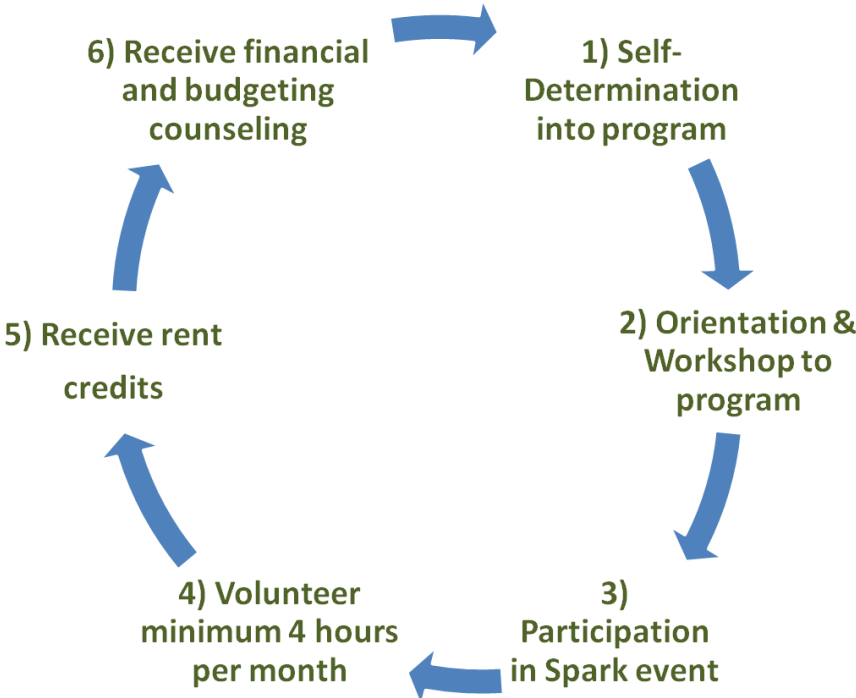 1) Self-
Determination
into program
2) Orientation &
Workshop to
program
3)
Participation
in Spark event
4) Volunteer
minimum 4 hours
per month
5) Receive rent
credits
6) Receive financial
and budgeting
counseling